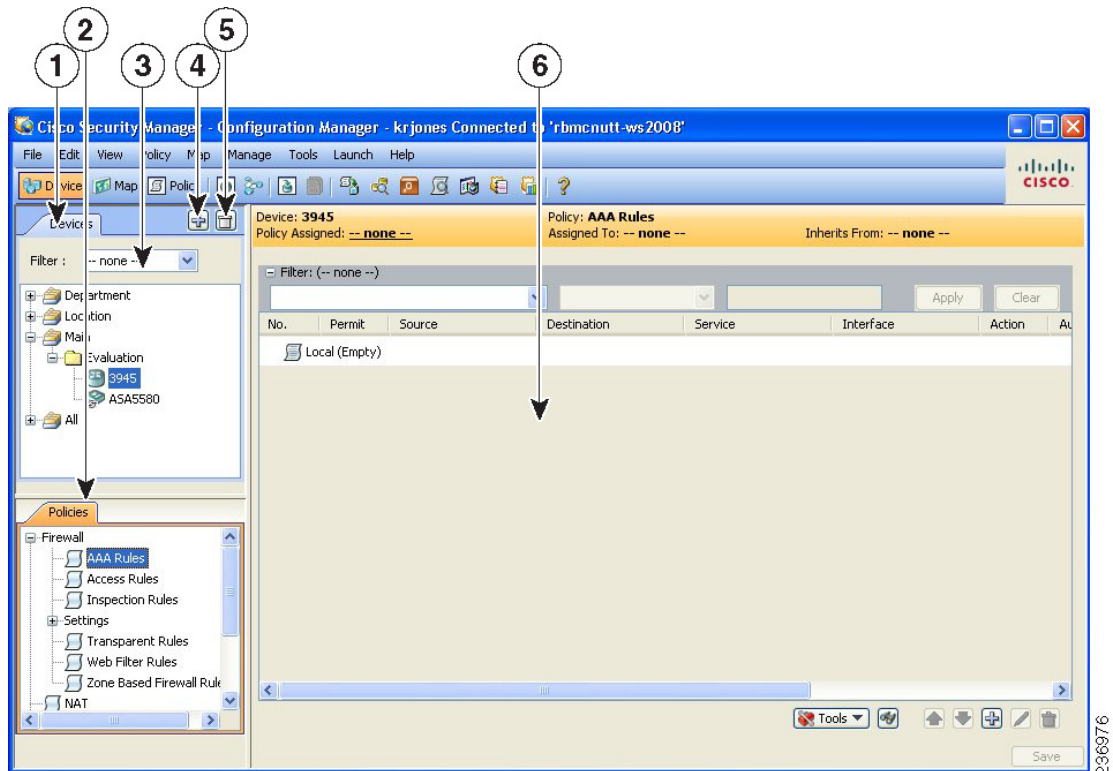 2
5
1
3
4
6
Cisco Security Manager - Configuration Manager - krjones Connected to 'rbmcnutt-ws2008'
File Edit View Policy Map Manage Tools Launch Help
Device Map Policy
CISCO
Devices
Device: 3945 Policy: AAA Rules
Policy Assigned: -- none -- Assigned To: -- none -- Inherits From: -- none --
Filter : -- none --
Filter: (-- none --)
Apply Clear
Department
Location
Main
Evaluation
3945
ASA5580
All
No. Permit Source Destination Service Interface Action Au
Local (Empty)
Policies
Firewall
AAA Rules
Access Rules
Inspection Rules
Settings
Transparent Rules
Web Filter Rules
Zone Based Firewall Rule
NAT
Tools
Save
236976